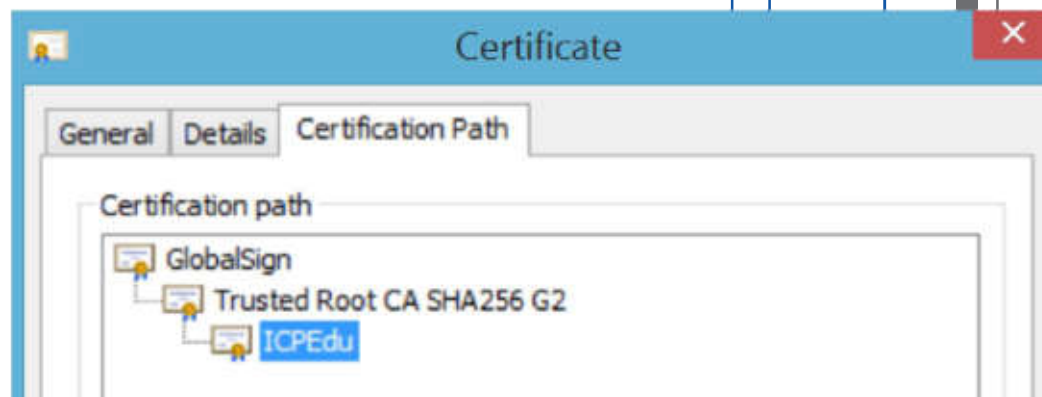 Certificate
General Details Certification Path
Certification path
GlobalSign
Trusted Root CA SHA256 G2
ICPEdu